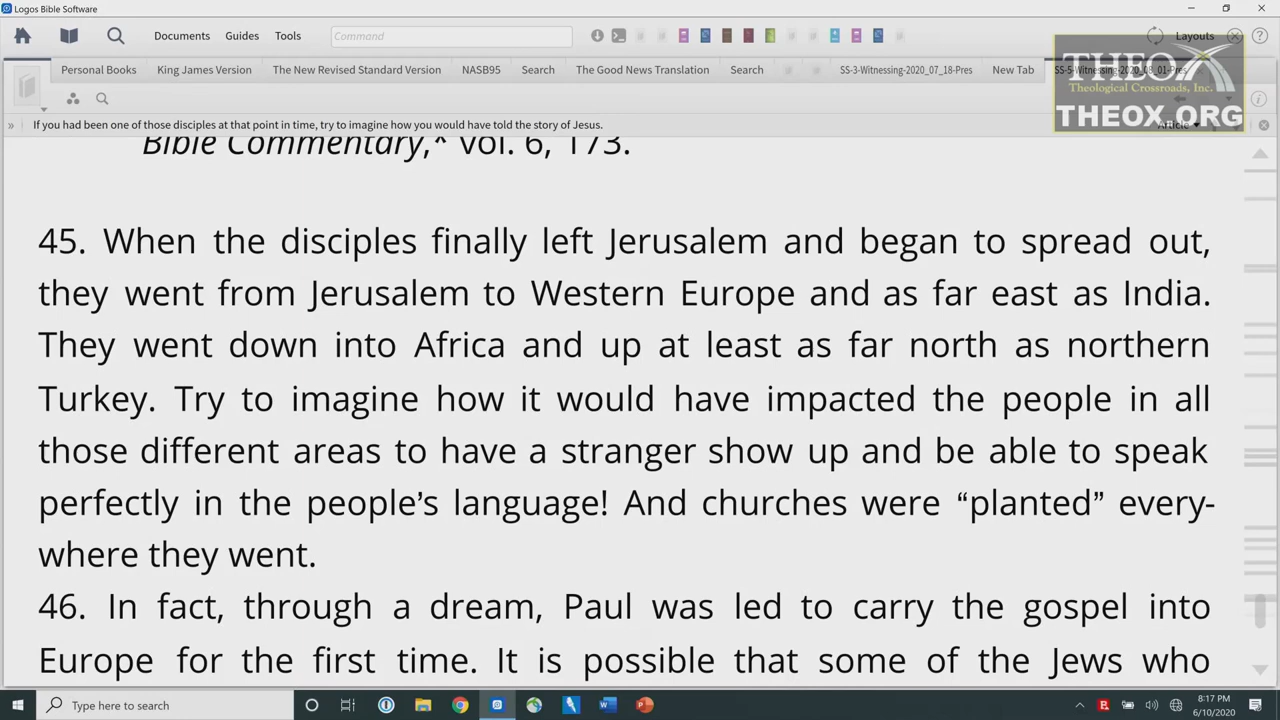 Logos Bible Software
Documents Guides Tools Command Layouts
Personal Books King James Version The New Revised Standard SB95 Search The Good News Translation Search SS-3-Witnessing-2020_07_18-Pres New Tab SS-5-Witnessing-2020_08_01-Pres
THEOX
Theological Crossroads, Inc.
THEOX.ORG
If you had been one of those disciples at that point in time, try to imagine how you would have told the story of Jesus. Article
Bible Commentary,* vol. 6, 173.
45. When the disciples finally left Jerusalem and began to spread out,
they went from Jerusalem to Western Europe and as far east as India.
They went down into Africa and up at least as far north as northern
Turkey. Try to imagine how it would have impacted the people in all
those different areas to have a stranger show up and be able to speak
perfectly in the people’s language! And churches were “planted” every-
where they went.
46. In fact, through a dream, Paul was led to carry the gospel into
Europe for the first time. It is possible that some of the Jews who
Type here to search
8:17 PM
6/10/2020